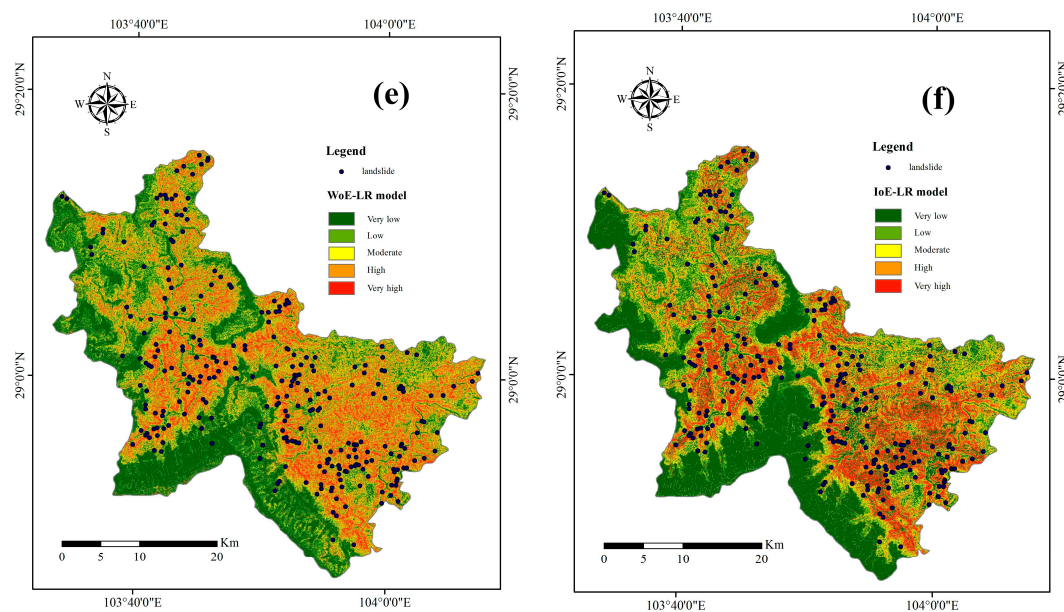 103°40'0"E
104°0'0"E
29°20'0"N
29°20'0"N
(e)
N
W
E
S
Legend
landslide
WoE-LR model
Very low
Low
Moderate
High
Very high
29°0'0"N
29°0'0"N
Km
0
5
10
20
103°40'0"E
104°0'0"E
103°40'0"E
104°0'0"E
29°20'0"N
29°20'0"N
(f)
N
W
E
S
Legend
landslide
IoE-LR model
Very low
Low
Moderate
High
Very high
29°0'0"N
Km
0
5
10
20
103°40'0"E
104°0'0"E